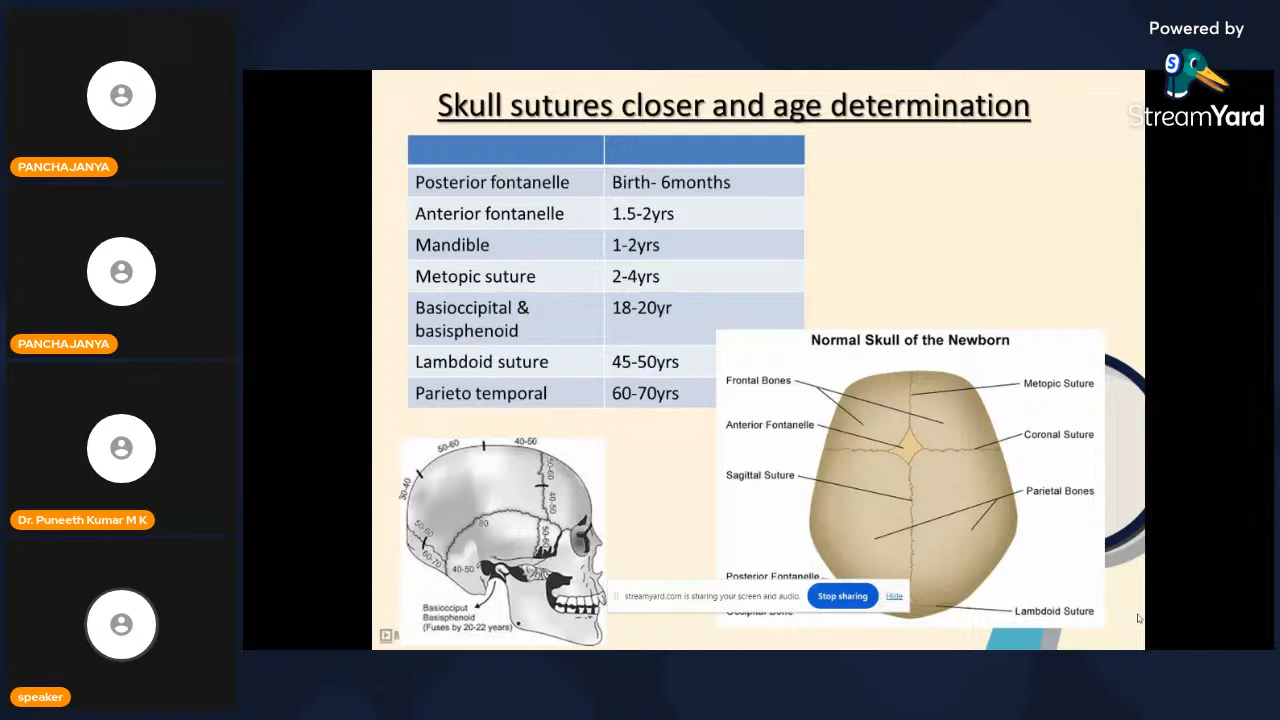 Powered by
StreamYard
PANCHAJANYA
PANCHAJANYA
Dr. Puneeth Kumar M K
speaker
Skull sutures closer and age determination
Posterior fontanelle Birth- 6months
Anterior fontanelle 1.5-2yrs
Mandible 1-2yrs
Metopic suture 2-4yrs
Basioccipital & 18-20yr
basisphenoid
Lambdoid suture 45-50yrs
Parieto temporal 60-70yrs
50-60
40-50
30-40
50-60
40-50
80
50-60
50-60
60-70
40-50
Basiocciput
Basisphenoid
(Fuses by 20-22 years)
Normal Skull of the Newborn
Frontal Bones
Metopic Suture
Anterior Fontanelle
Coronal Suture
Sagittal Suture
Parietal Bones
Posterior Fontanelle
Lambdoid Suture
streamyard.com is sharing your screen and audio.
Stop sharing
Hide